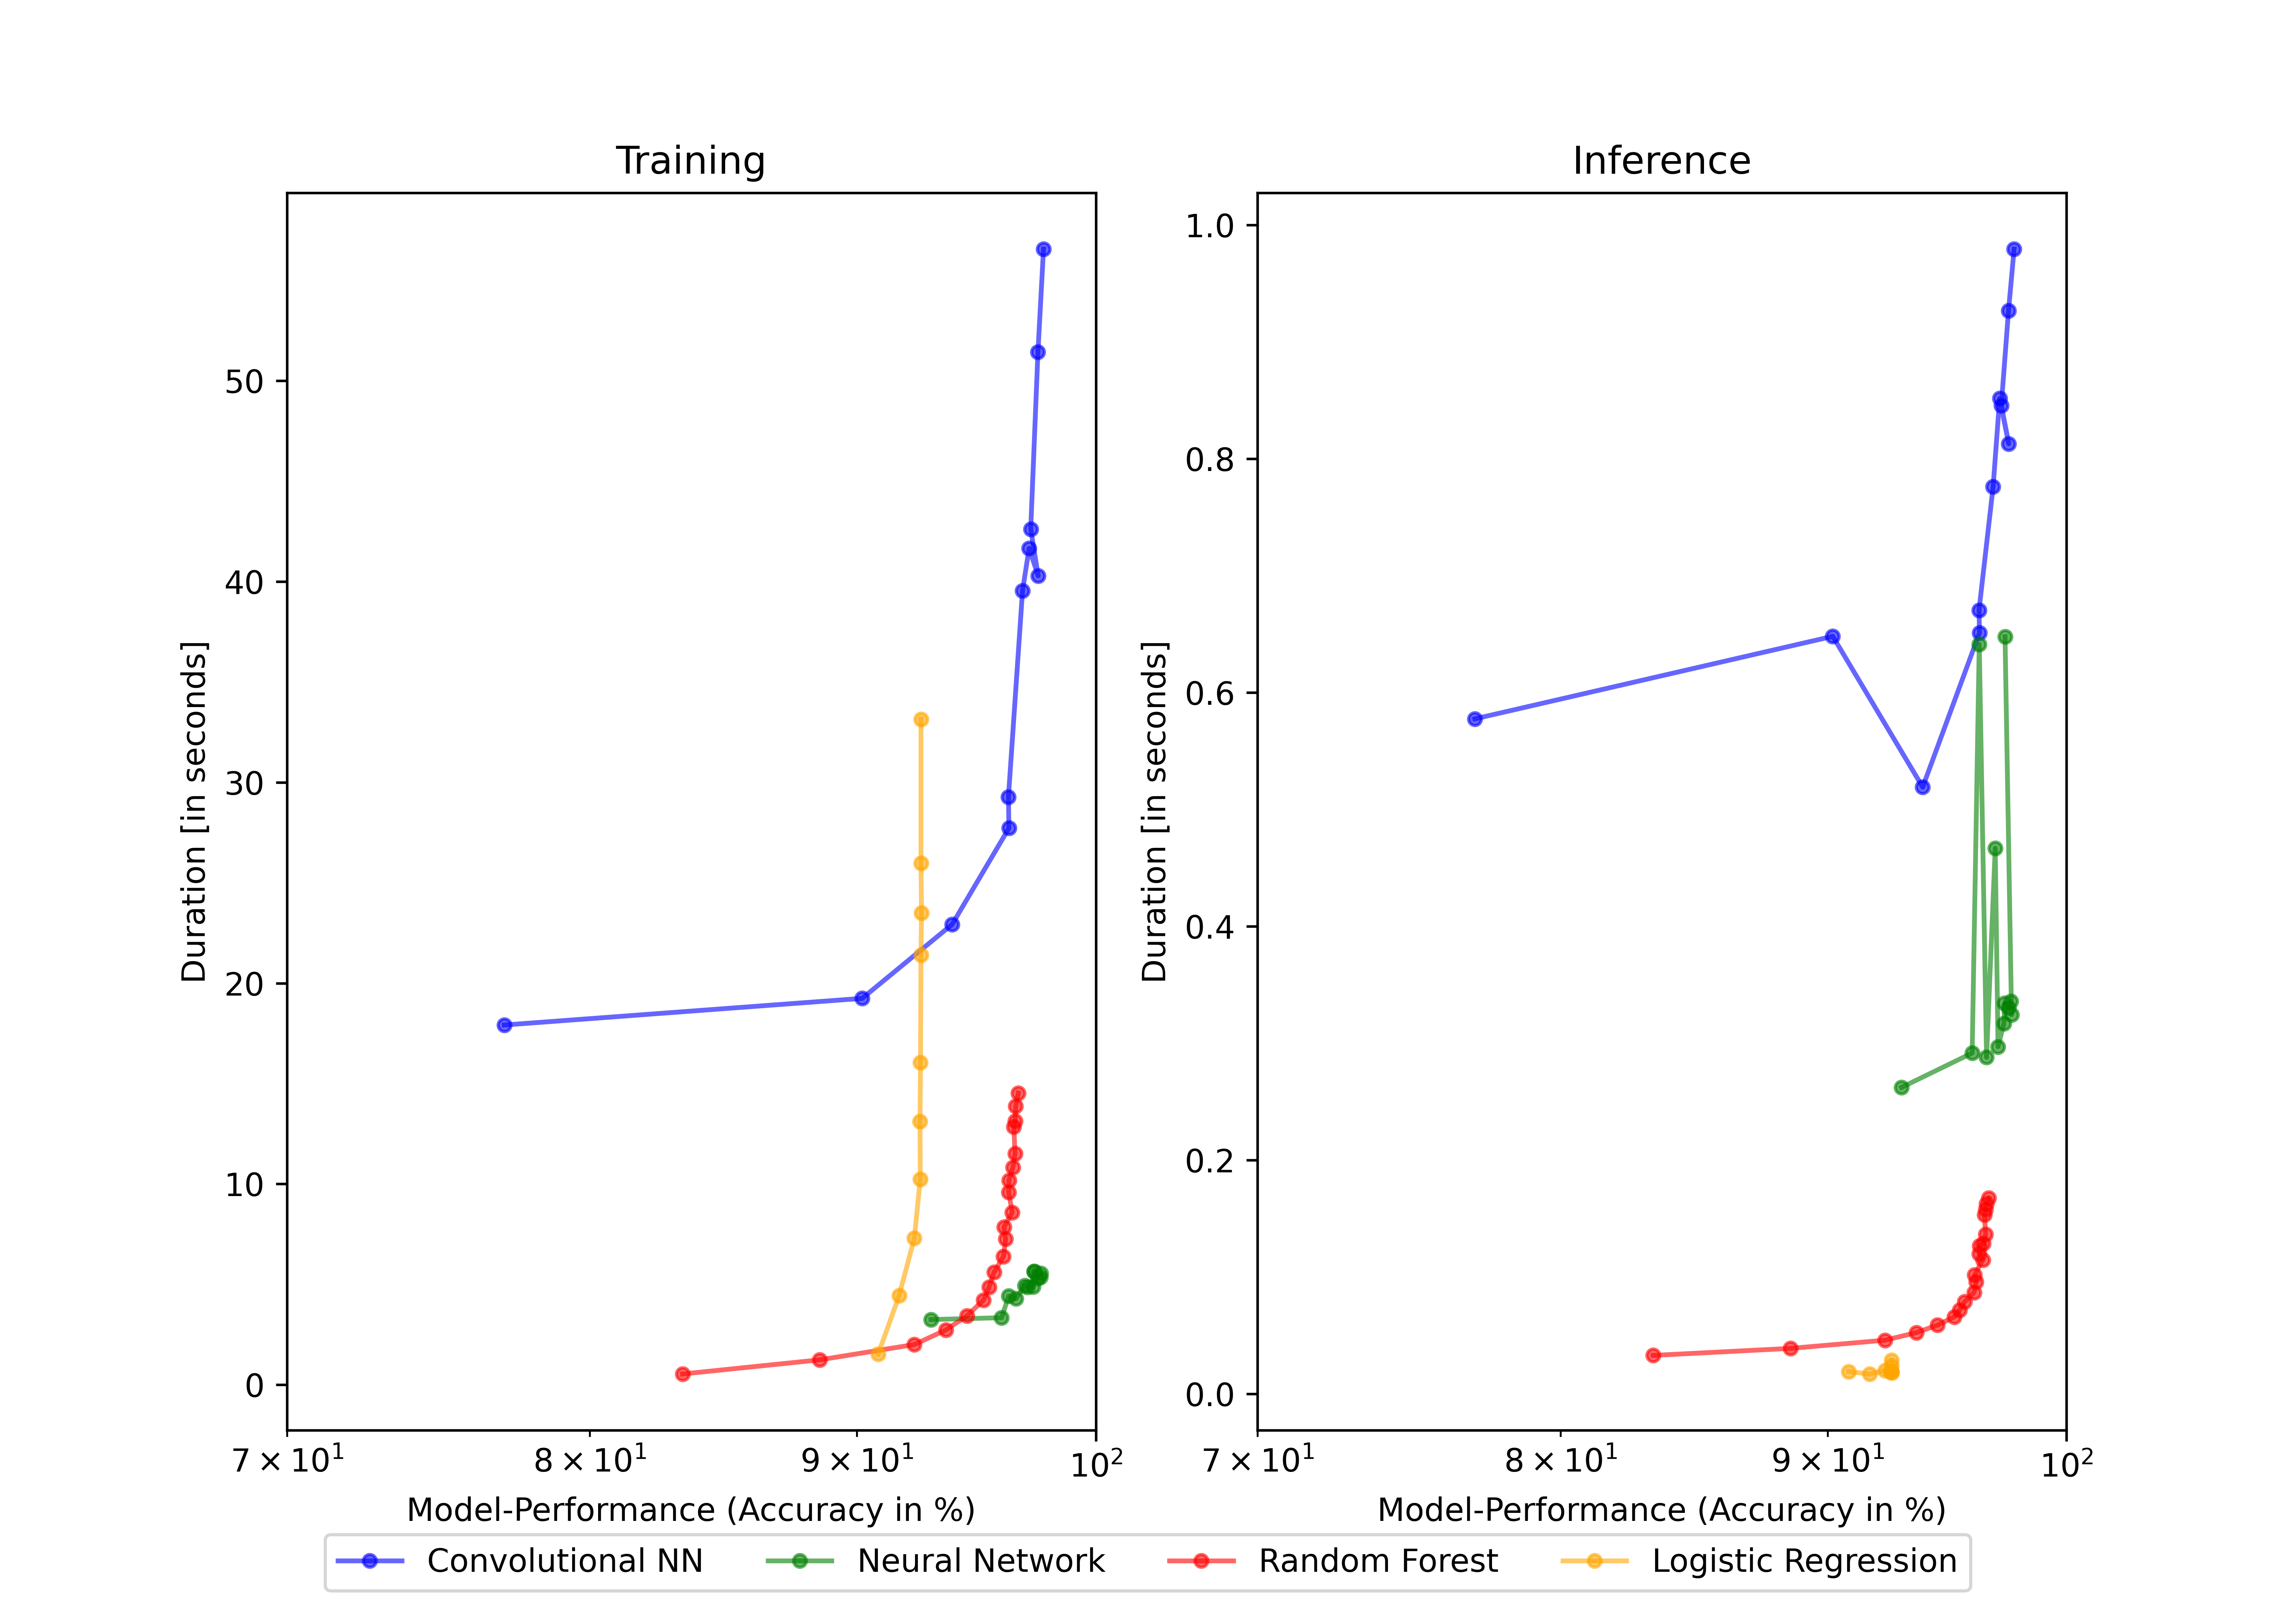 Training
Inference
50
40
30
20
10
0
Duration [in seconds]
7 × 10¹
8 × 10¹
9 × 10¹
10²
Model-Performance (Accuracy in %)
1.0
0.8
0.6
0.4
0.2
0.0
Duration [in seconds]
7 × 10¹
8 × 10¹
9 × 10¹
10²
Model-Performance (Accuracy in %)
Convolutional NN
Neural Network
Random Forest
Logistic Regression